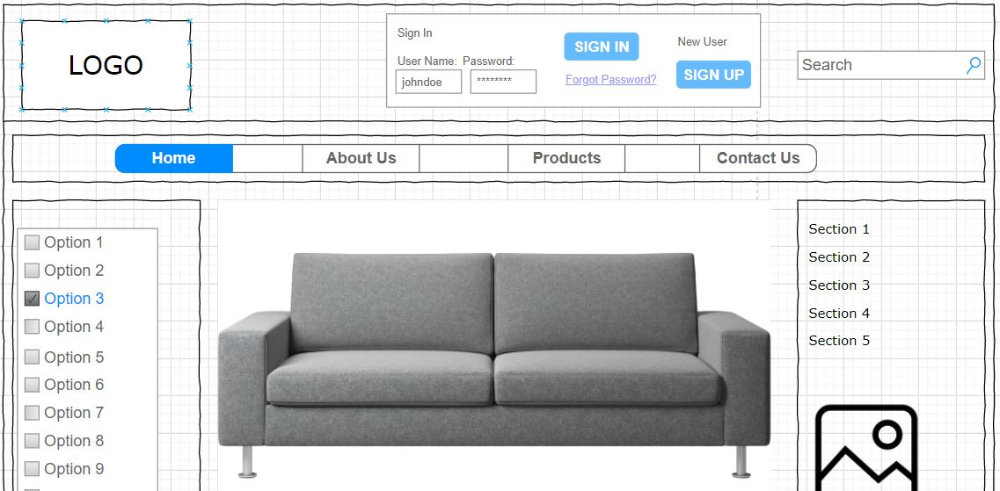 LOGO
Sign In
User Name: Password:
johndoe ********
SIGN IN
Forgot Password?
New User
SIGN UP
Search
Home About Us Products Contact Us
Option 1
Option 2
Option 3
Option 4
Option 5
Option 6
Option 7
Option 8
Option 9
Section 1
Section 2
Section 3
Section 4
Section 5